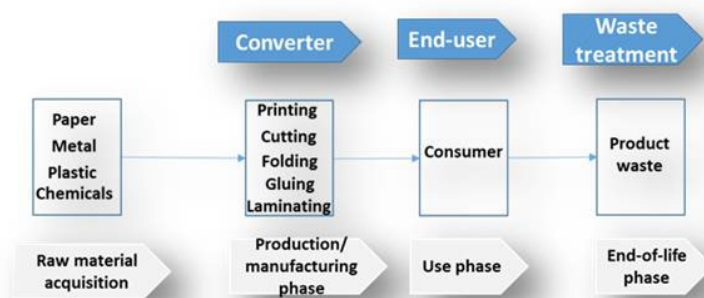 Converter
End-user
Waste
treatment
Paper
Metal
Plastic
Chemicals
Printing
Cutting
Folding
Gluing
Laminating
Consumer
Product
waste
Raw material
acquisition
Production/
manufacturing
phase
Use phase
End-of-life
phase